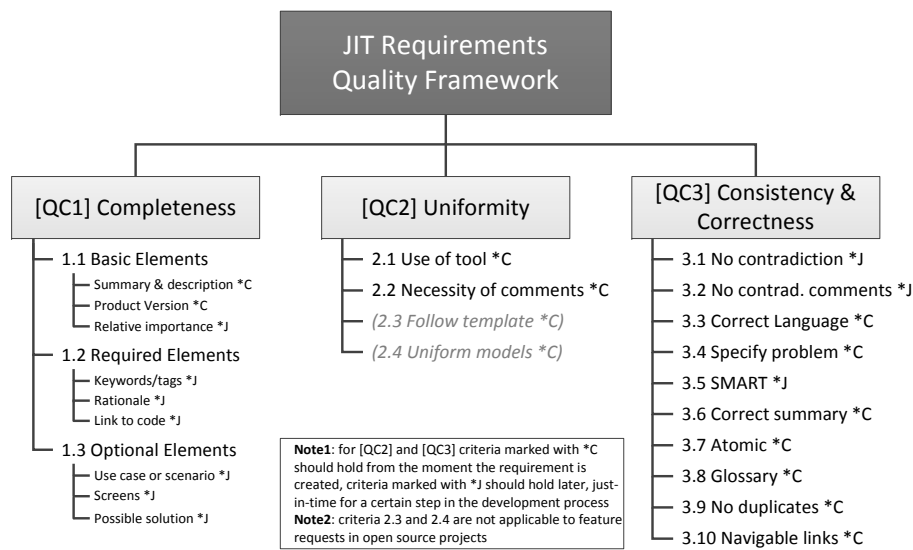 JIT Requirements
Quality Framework
[QC1] Completeness
1.1 Basic Elements
Summary & description *C
Product Version *C
Relative importance *J
1.2 Required Elements
Keywords/tags *J
Rationale *J
Link to code *J
1.3 Optional Elements
Use case or scenario *J
Screens *J
Possible solution *J
[QC2] Uniformity
2.1 Use of tool *C
2.2 Necessity of comments *C
(2.3 Follow template *C)
(2.4 Uniform models *C)
Note1: for [QC2] and [QC3] criteria marked with *C
should hold from the moment the requirement is
created, criteria marked with *J should hold later, just-
in-time for a certain step in the development process
Note2: criteria 2.3 and 2.4 are not applicable to feature
requests in open source projects
[QC3] Consistency &
Correctness
3.1 No contradiction *J
3.2 No contrad. comments *J
3.3 Correct Language *C
3.4 Specify problem *C
3.5 SMART *J
3.6 Correct summary *C
3.7 Atomic *C
3.8 Glossary *C
3.9 No duplicates *C
3.10 Navigable links *C